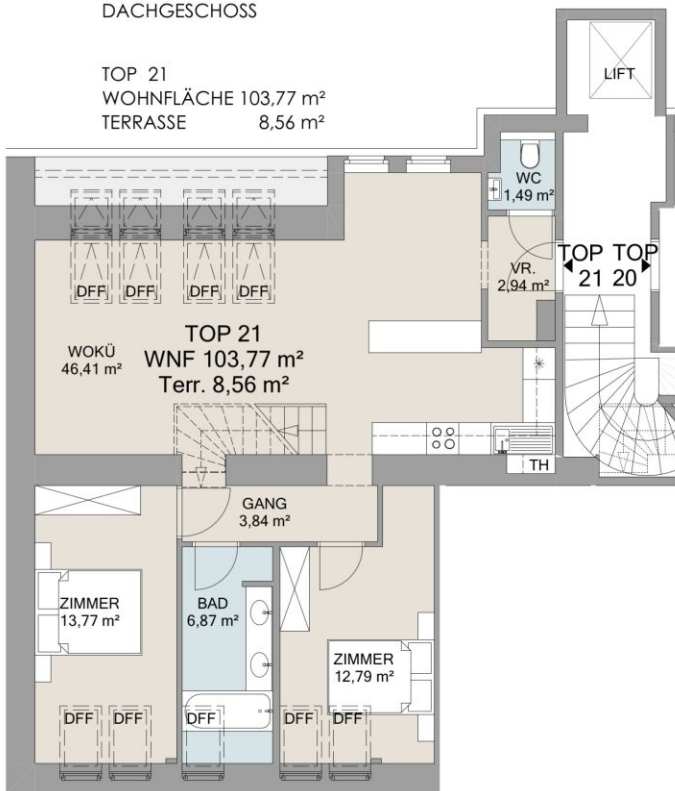 DACHGESCHOSS
TOP 21
WOHNFLÄCHE 103,77 m²
TERRASSE 8,56 m²
LIFT
WC
1,49 m²
VR.
2,94 m²
TOP TOP
21 20
DFF DFF DFF DFF
WOKÜ
46,41 m²
TOP 21
WNF 103,77 m²
Terr. 8,56 m²
TH
GANG
3,84 m²
ZIMMER
13,77 m²
BAD
6,87 m²
ZIMMER
12,79 m²
DFF DFF DFF DFF DFF